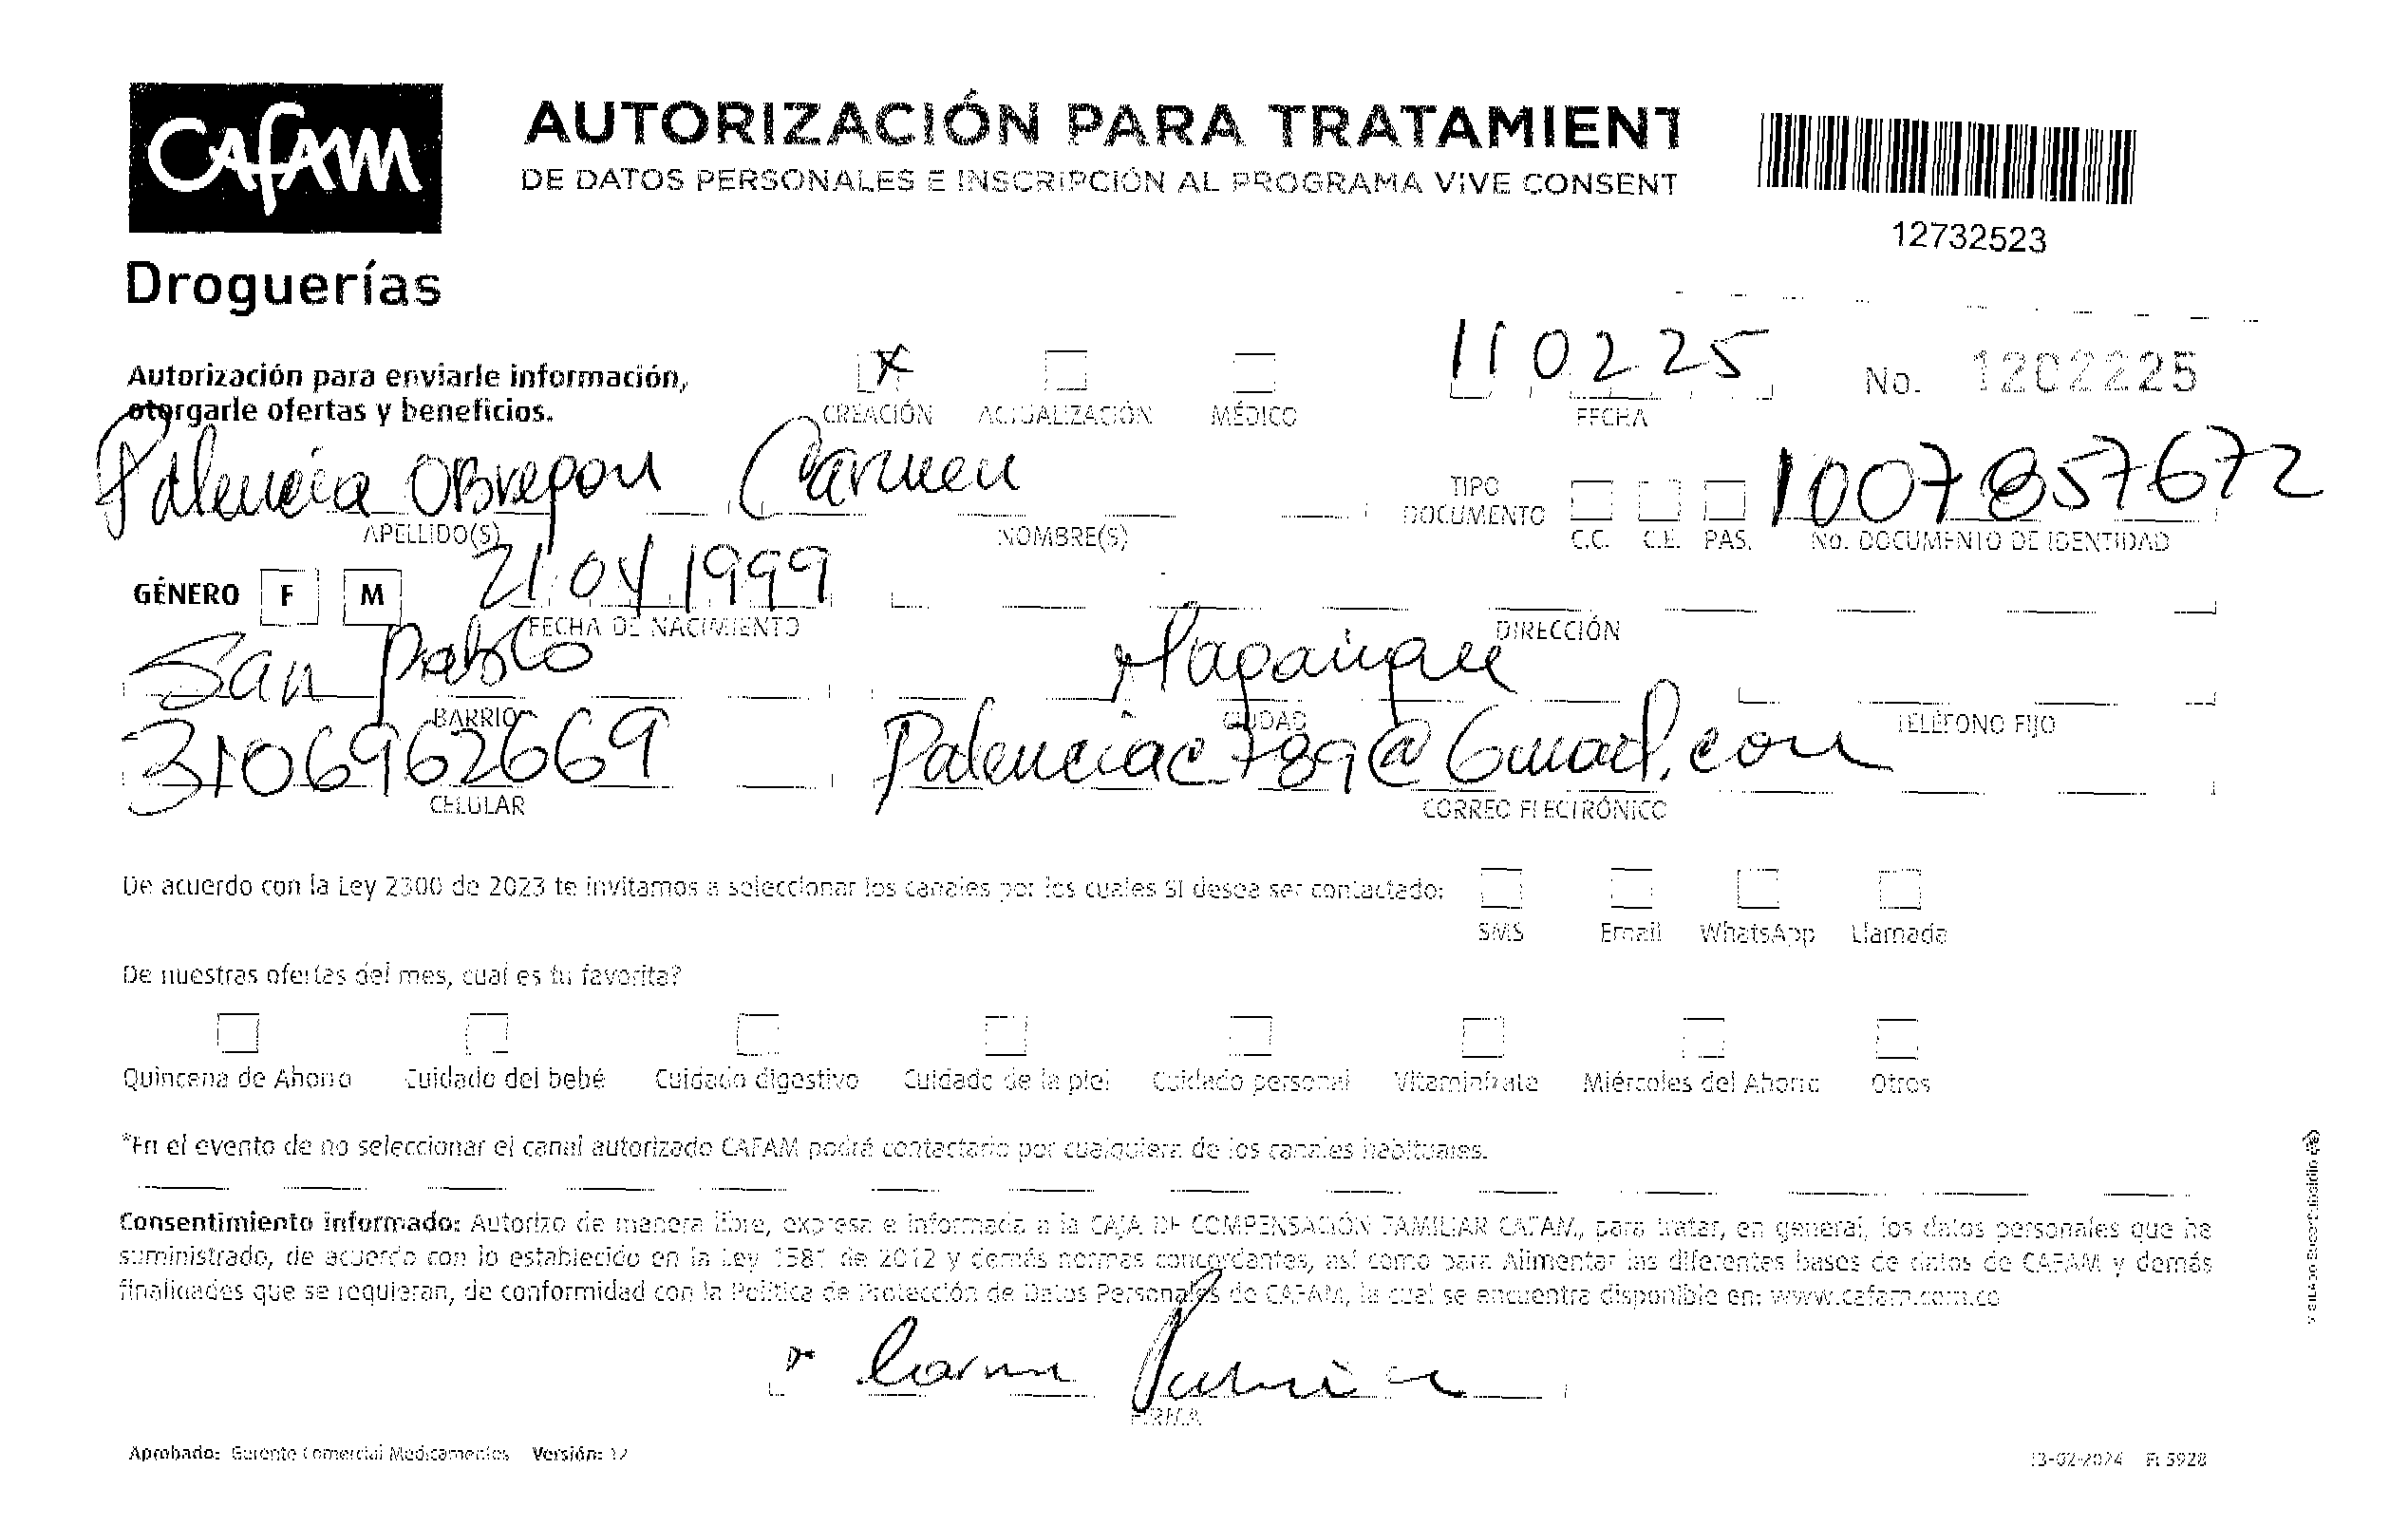 CAFAM
Droguerías
AUTORIZACIÓN PARA TRATAMIENT
DE DATOS PERSONALES E INSCRIPCIÓN AL PROGRAMA VIVE CONSENT
12732523
Autorización para enviarle información,
otorgarle ofertas y beneficios.
X
CREACIÓN ACTUALIZACIÓN MÉDICO
110225
FECHA
No. 1202225
Palencia OBregon Carmen
APELLIDO(S) NOMBRE(S)
TIPO
DOCUMENTO
C.C. C.E. PAS.
1007857672
No. DOCUMENTO DE IDENTIDAD
GÉNERO F M
21 04 1999
FECHA DE NACIMIENTO
DIRECCIÓN
San Pablo Magangue
BARRIO CIUDAD TELÉFONO FIJO
3106962669 Palenciac789@Gmail.com
CELULAR CORREO ELECTRÓNICO
De acuerdo con la Ley 2300 de 2023 te invitamos a seleccionar los canales por los cuales SI desea ser contactado:
SMS Email WhatsApp Llamada
De nuestras ofertas del mes, cual es tu favorita?
Quincena de Ahorro Cuidado del bebé Cuidado digestivo Cuidado de la piel Cuidado personal Vitamínfrate Miércoles del Ahorro Otros
*En el evento de no seleccionar el canal autorizado CAFAM podrá contactarlo por cualquiera de los canales habituales.
Consentimiento informado: Autorizo de manera libre, expresa e informada a la CAJA DE COMPENSACIÓN FAMILIAR CAFAM, para tratar, en general, los datos personales que he
suministrado, de acuerdo con lo establecido en la Ley 1581 de 2012 y demás normas concordantes, así como para Alimentar las diferentes bases de datos de CAFAM y demás
finalidades que se requieran, de conformidad con la Política de Protección de Datos Personales de CAFAM, la cual se encuentra disponible en: www.cafam.com.co
Carmen Palencia
FIRMA
Aprobado: Gerente Comercial Medicamentos Versión: 12
13-02-2024 Ft 5928